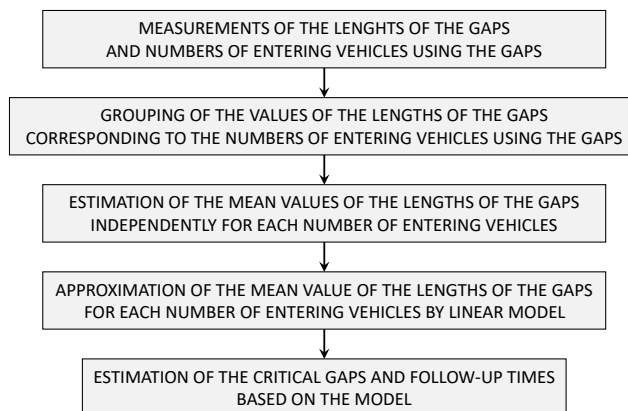 MEASUREMENTS OF THE LENGHTS OF THE GAPS
AND NUMBERS OF ENTERING VEHICLES USING THE GAPS
GROUPING OF THE VALUES OF THE LENGTHS OF THE GAPS
CORRESPONDING TO THE NUMBERS OF ENTERING VEHICLES USING THE GAPS
ESTIMATION OF THE MEAN VALUES OF THE LENGTHS OF THE GAPS
INDEPENDENTLY FOR EACH NUMBER OF ENTERING VEHICLES
APPROXIMATION OF THE MEAN VALUE OF THE LENGTHS OF THE GAPS
FOR EACH NUMBER OF ENTERING VEHICLES BY LINEAR MODEL
ESTIMATION OF THE CRITICAL GAPS AND FOLLOW-UP TIMES
BASED ON THE MODEL